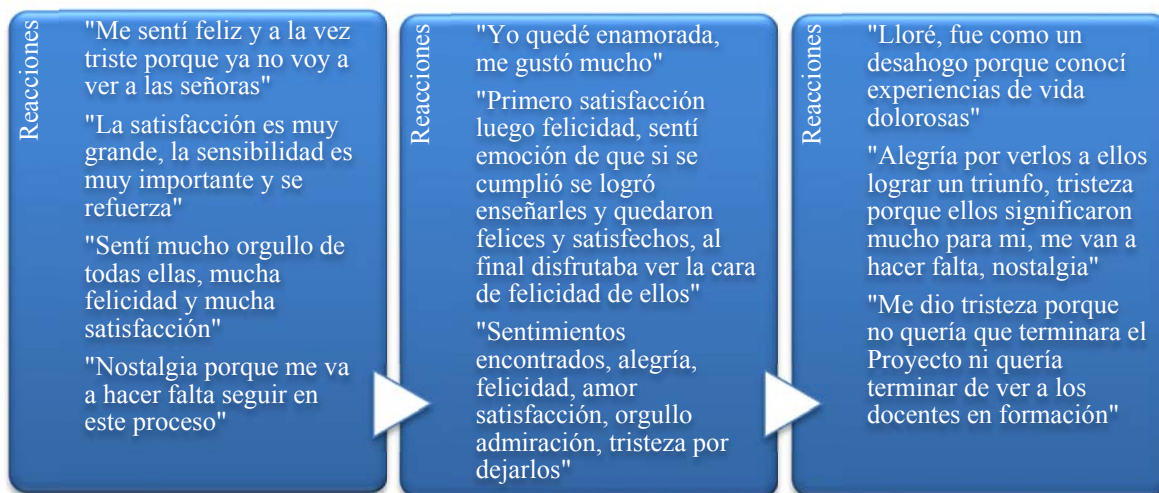 Reacciones
"Me sentí feliz y a la vez
triste porque ya no voy a
ver a las señoras"
"La satisfacción es muy
grande, la sensibilidad es
muy importante y se
refuerza"
"Sentí mucho orgullo de
todas ellas, mucha
felicidad y mucha
satisfacción"
"Nostalgia porque me va
a hacer falta seguir en
este proceso"
Reacciones
"Yo quedé enamorada,
me gustó mucho"
"Primero satisfacción
luego felicidad, sentí
emoción de que si se
cumplió se logró
enseñarles y quedaron
felices y satisfechos, al
final disfrutaba ver la cara
de felicidad de ellos"
"Sentimientos
encontrados, alegría,
felicidad, amor
satisfacción, orgullo
admiración, tristeza por
dejarlos"
Reacciones
"Lloré, fue como un
desahogo porque conocí
experiencias de vida
dolorosas"
"Alegría por verlos a ellos
lograr un triunfo, tristeza
porque ellos significaron
mucho para mi, me van a
hacer falta, nostalgia"
"Me dio tristeza porque
no quería que terminara el
Proyecto ni quería
terminar de ver a los
docentes en formación"